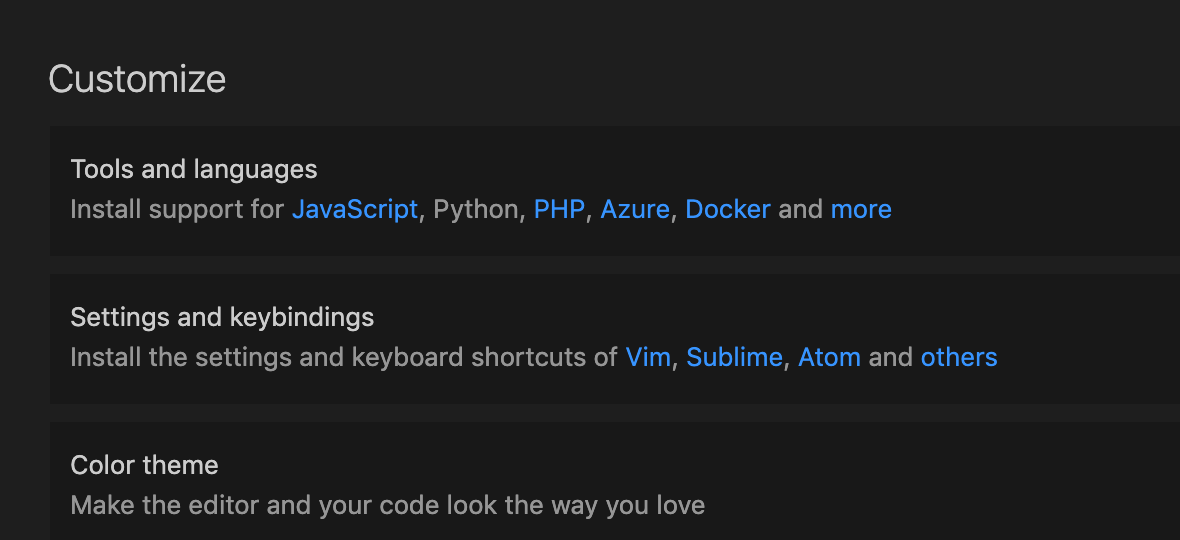 Customize
Tools and languages
Install support for JavaScript, Python, PHP, Azure, Docker and more
Settings and keybindings
Install the settings and keyboard shortcuts of Vim, Sublime, Atom and others
Color theme
Make the editor and your code look the way you love